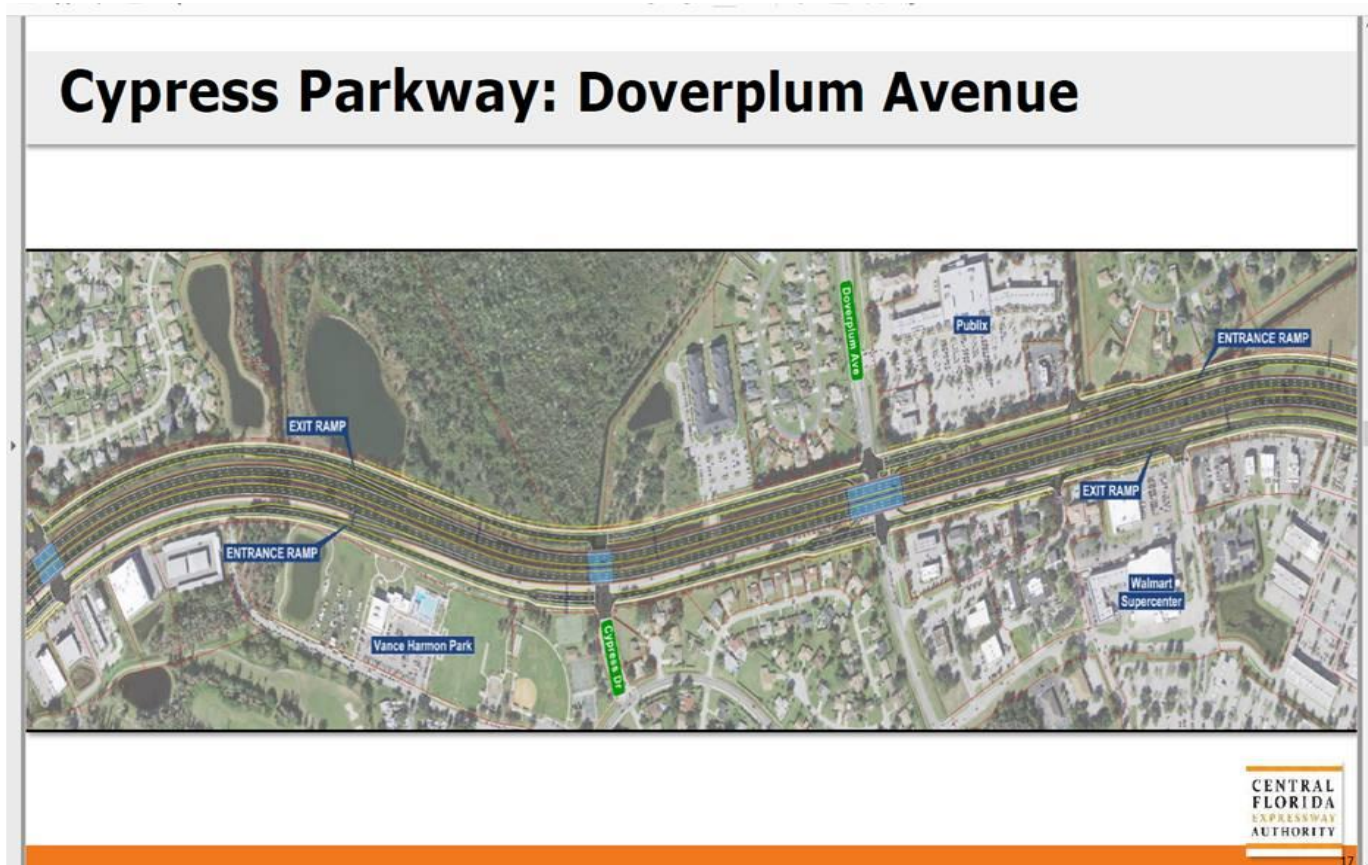 Cypress Parkway: Doverplum Avenue
Doverplum Ave
Publix
ENTRANCE RAMP
EXIT RAMP
EXIT RAMP
ENTRANCE RAMP
Walmart
Supercenter
Vance Harmon Park
Cypress Dr
CENTRAL
FLORIDA
EXPRESSWAY
AUTHORITY
17